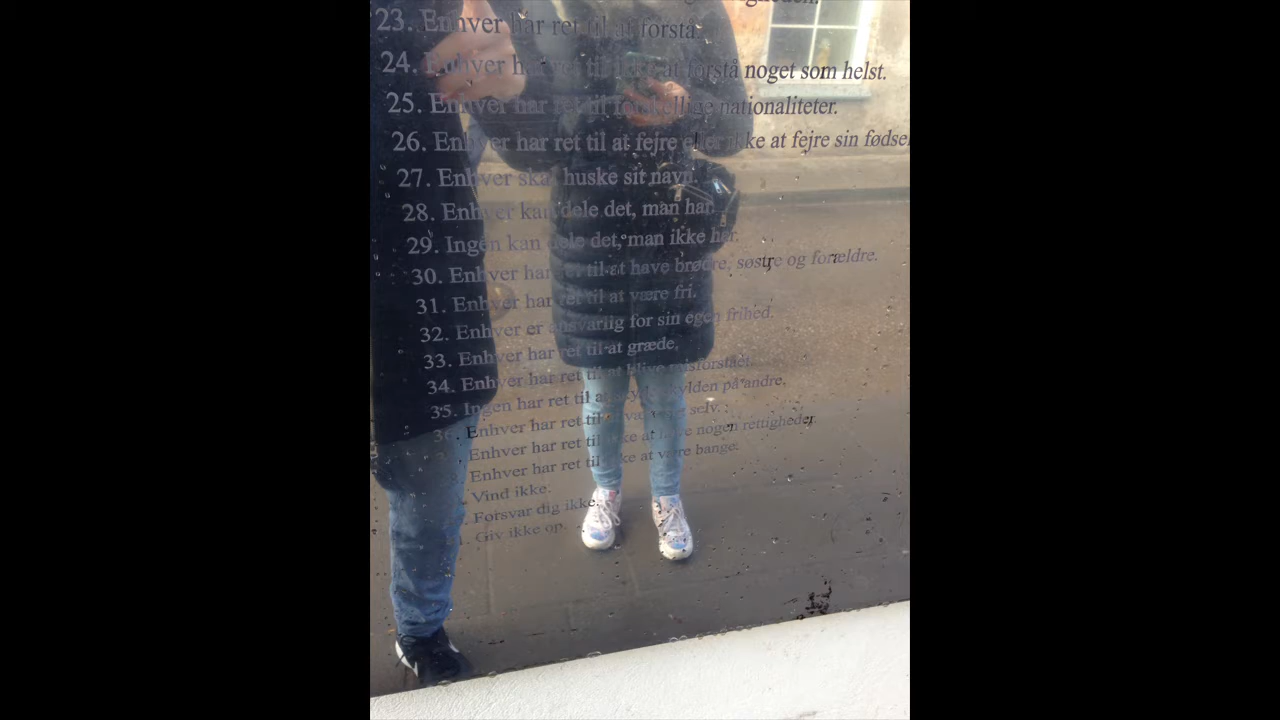 23. Enhver har ret til at forstå.
24. Enhver har ret til ikke at forstå noget som helst.
25. Enhver har ret til forskellige nationaliteter.
26. Enhver har ret til at fejre eller ikke at fejre sin fødse
27. Enhver skal huske sit navn.
28. Enhver kan dele det, man har.
29. Ingen kan dele det, man ikke har.
30. Enhver har ret til at have brødre, søstre og forældre.
31. Enhver har ret til at være fri.
32. Enhver er ansvarlig for sin egen frihed.
33. Enhver har ret til at græde.
34. Enhver har ret til at blive misforstået.
35. Ingen har ret til at skyde skylden på andre.
36. Enhver har ret til at være sig selv.
Enhver har ret til ikke at have nogen rettigheder.
Enhver har ret til ikke at være bange.
Vind ikke.
Forsvar dig ikke.
Giv ikke op.